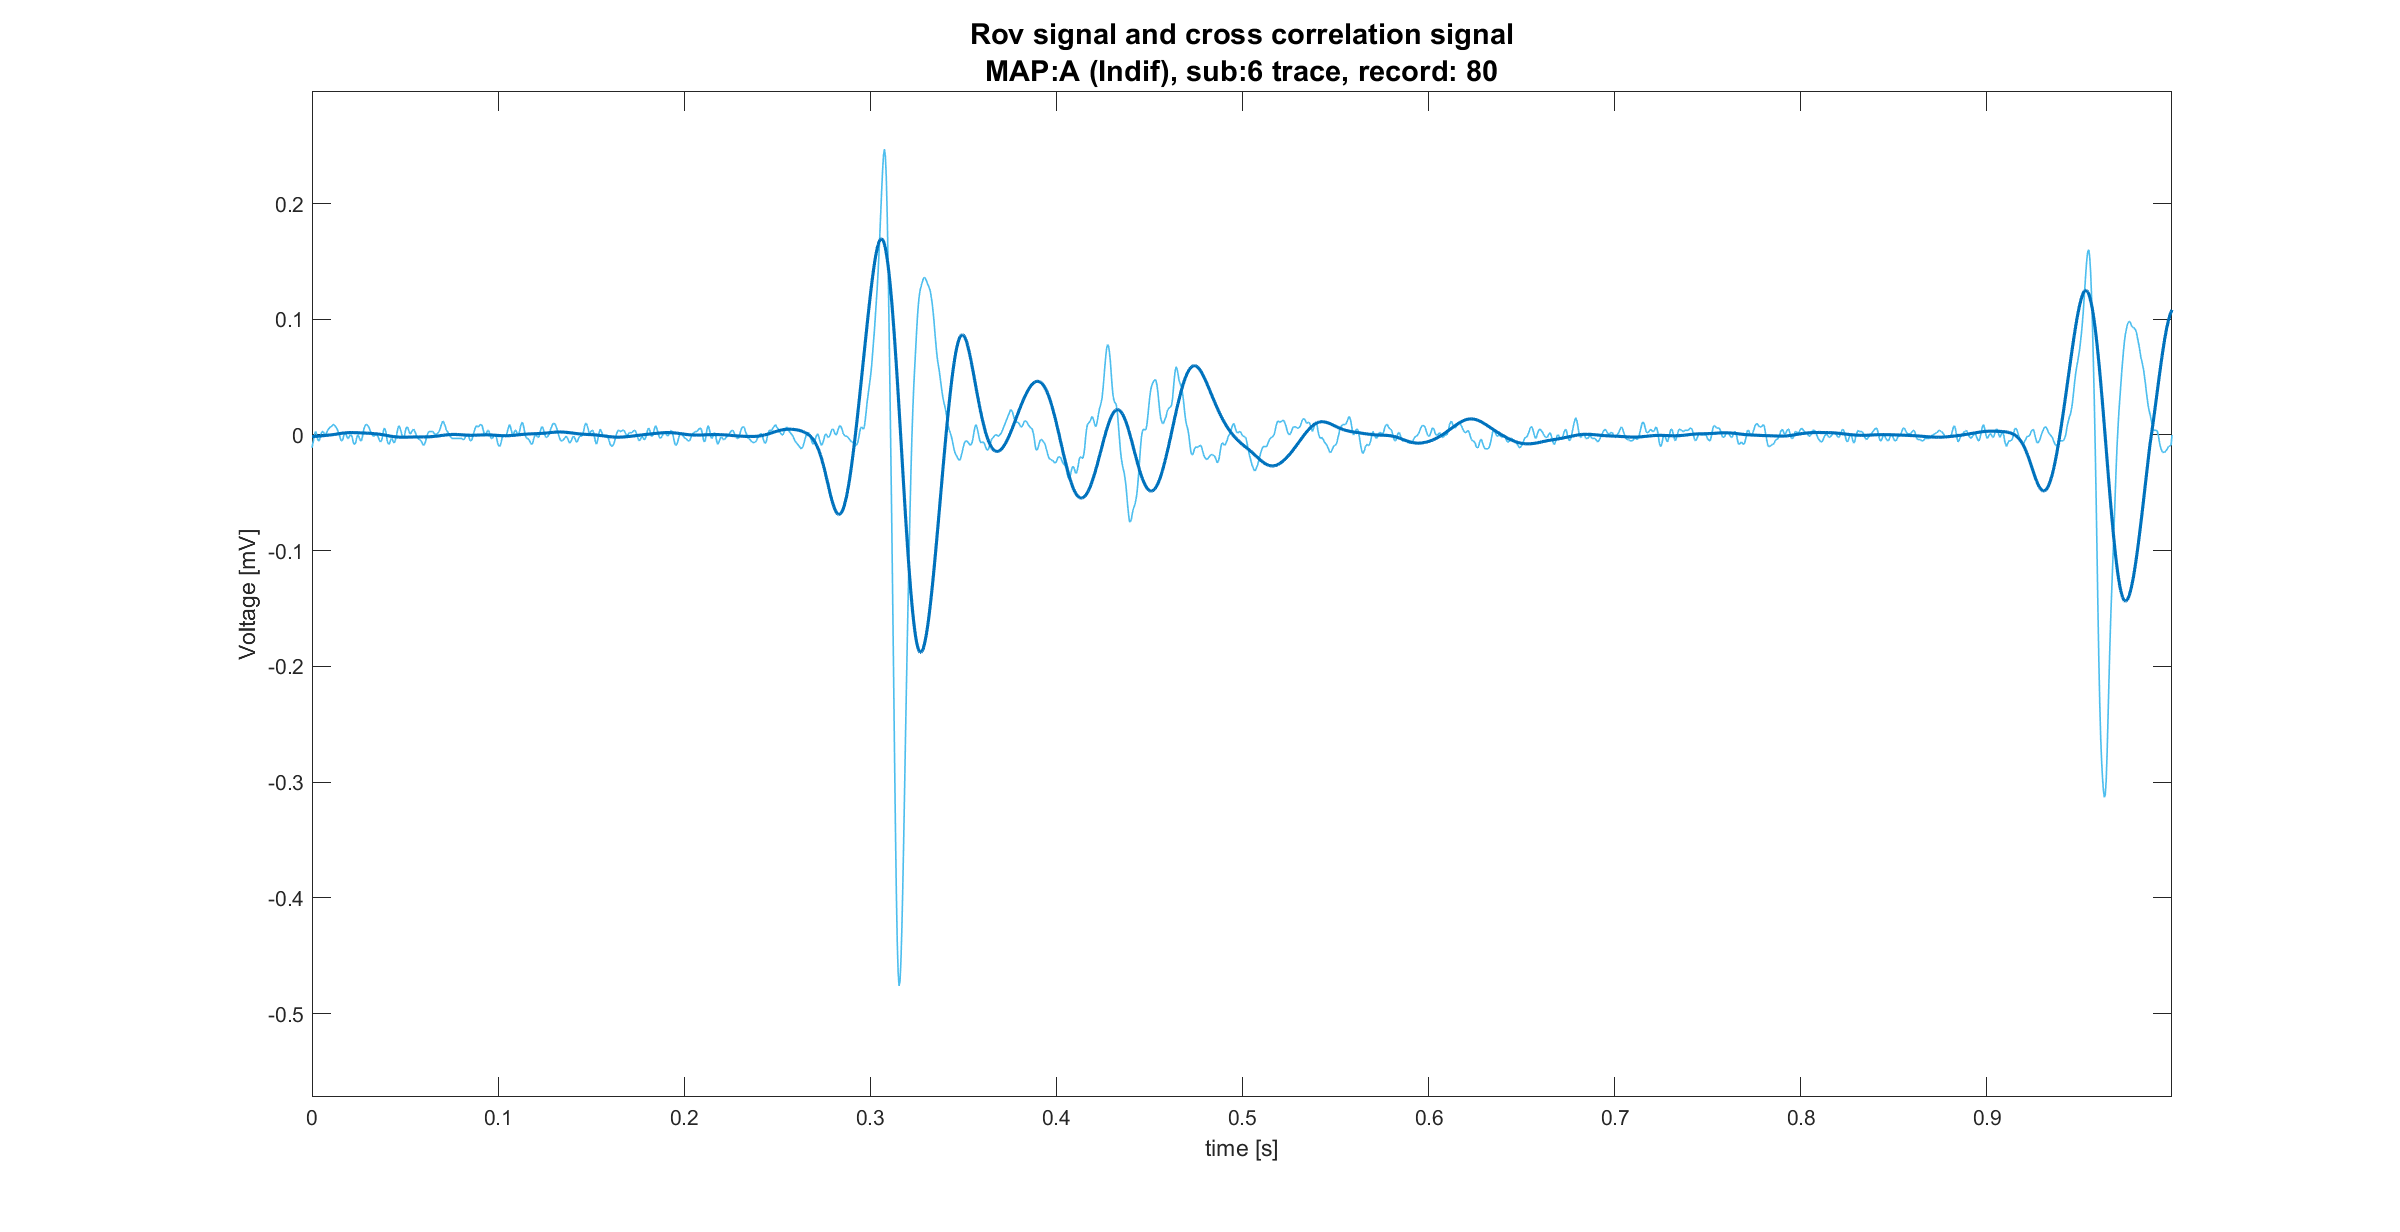 Rov signal and cross correlation signal
MAP:A (Indif), sub:6 trace, record: 80
0.2
0.1
0
-0.1
-0.2
-0.3
-0.4
-0.5
Voltage [mV]
0 0.1 0.2 0.3 0.4 0.5 0.6 0.7 0.8 0.9
time [s]